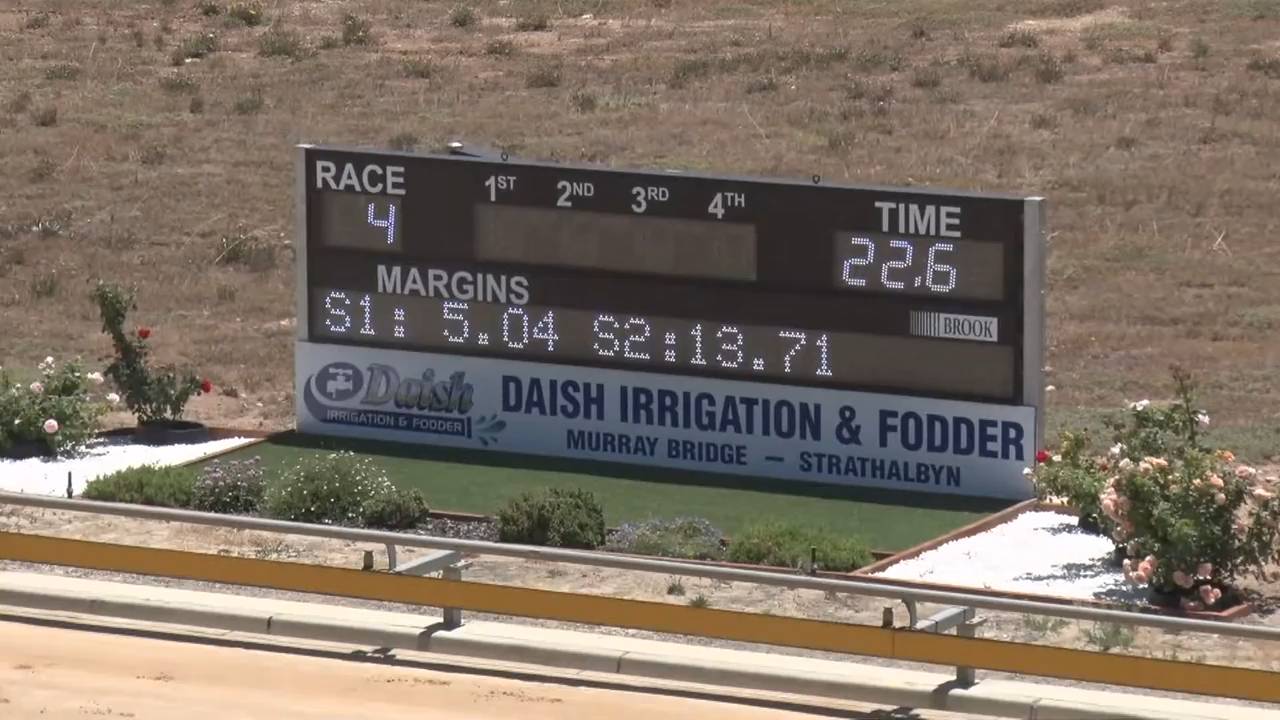 RACE 1ST 2ND 3RD 4TH TIME
4 22.6
MARGINS
S1: 5.04 S2:13.71
BROOK
Daish
IRRIGATION & FODDER
DAISH IRRIGATION & FODDER
MURRAY BRIDGE — STRATHALBYN